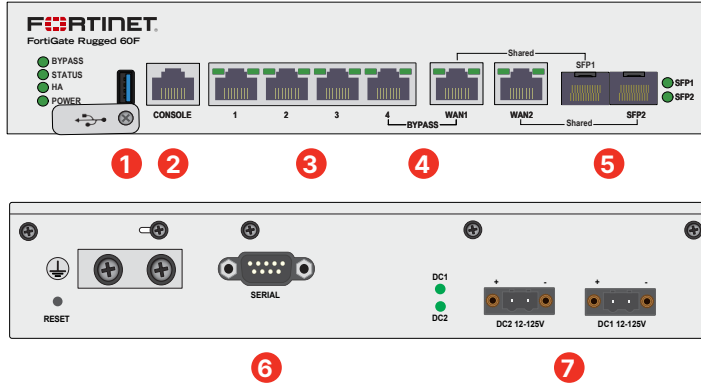 FORTINET
FortiGate Rugged 60F
BYPASS
STATUS
HA
POWER
CONSOLE
1
2
3
4
BYPASS
WAN1
WAN2
Shared
SFP1
Shared
SFP2
SFP1
SFP2
1
2
3
4
5
RESET
SERIAL
DC1
DC2
+ -
DC2 12-125V
+ -
DC1 12-125V
6
7